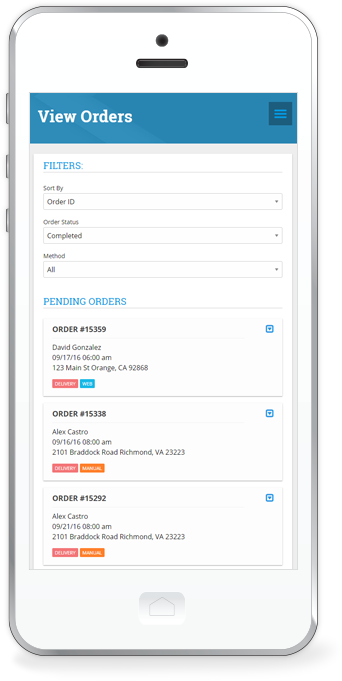 View Orders
FILTERS:
Sort By
Order ID
Order Status
Completed
Method
All
PENDING ORDERS
ORDER #15359
David Gonzalez
09/17/16 06:00 am
123 Main St Orange, CA 92868
DELIVERY WEB
ORDER #15338
Alex Castro
09/16/16 08:00 am
2101 Braddock Road Richmond, VA 23223
DELIVERY MANUAL
ORDER #15292
Alex Castro
09/21/16 08:00 am
2101 Braddock Road Richmond, VA 23223
DELIVERY MANUAL